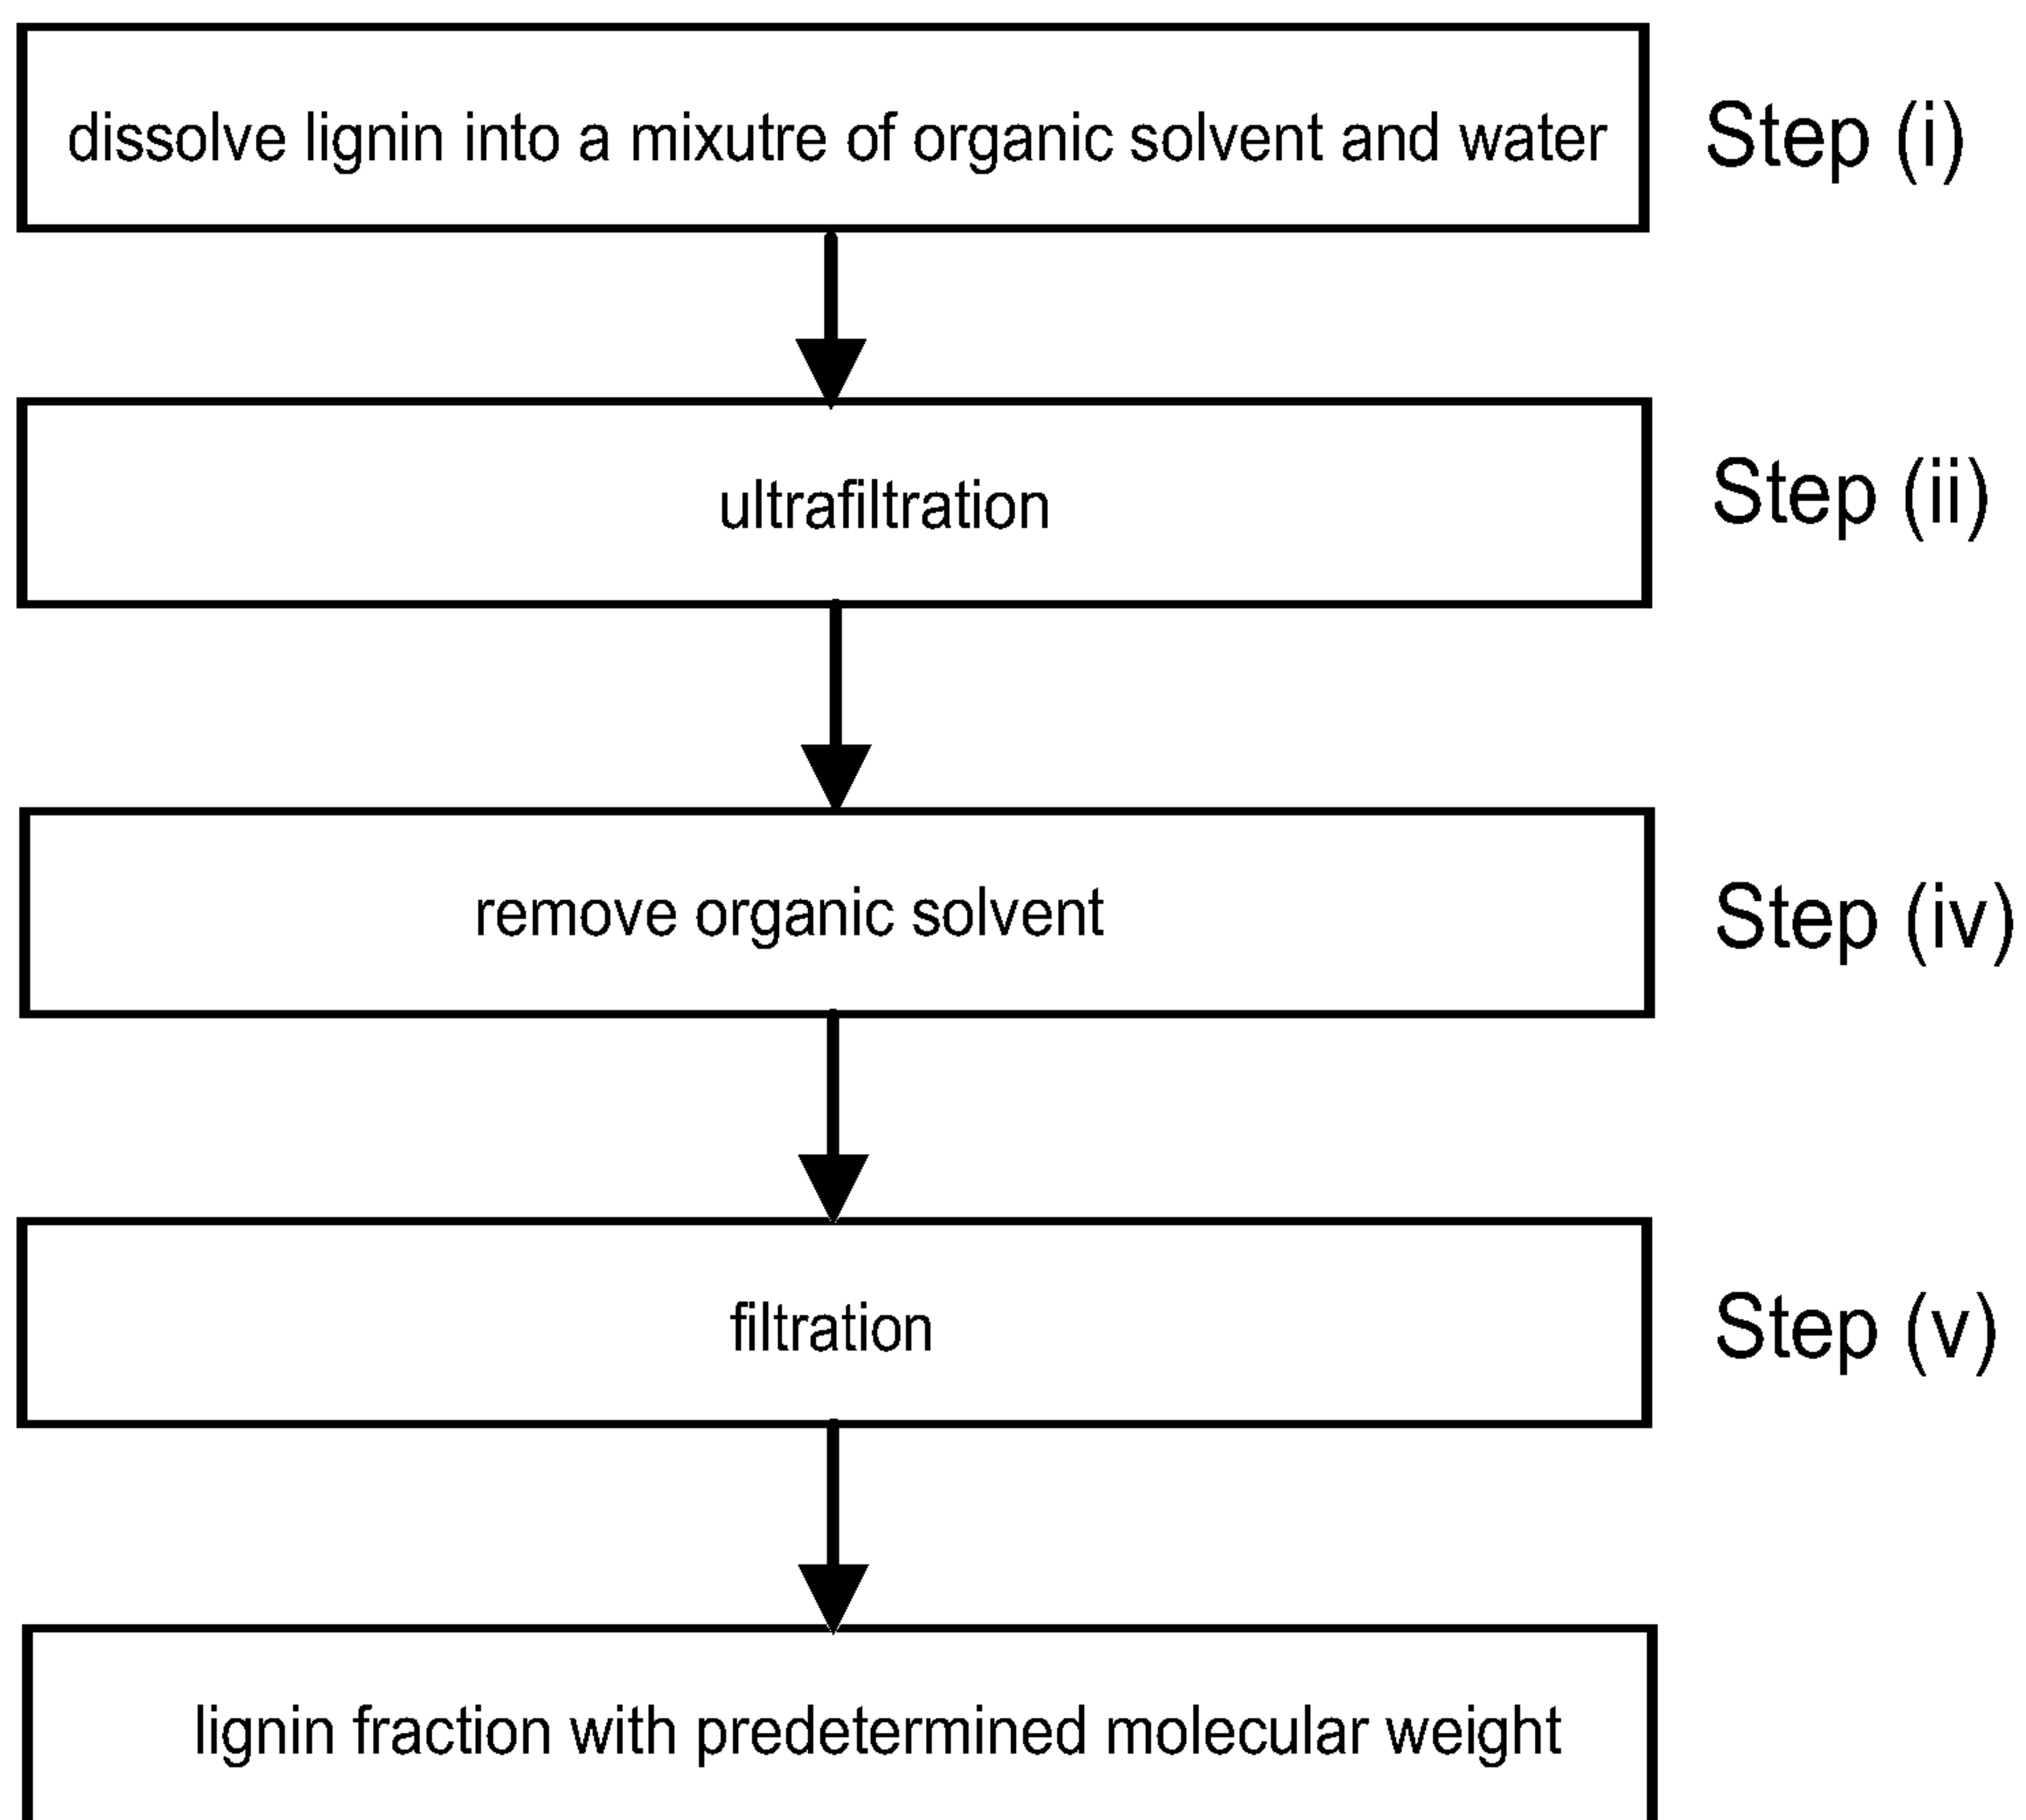 dissolve lignin into a mixutre of organic solvent and water Step (i)
ultrafiltration Step (ii)
remove organic solvent Step (iv)
filtration Step (v)
lignin fraction with predetermined molecular weight